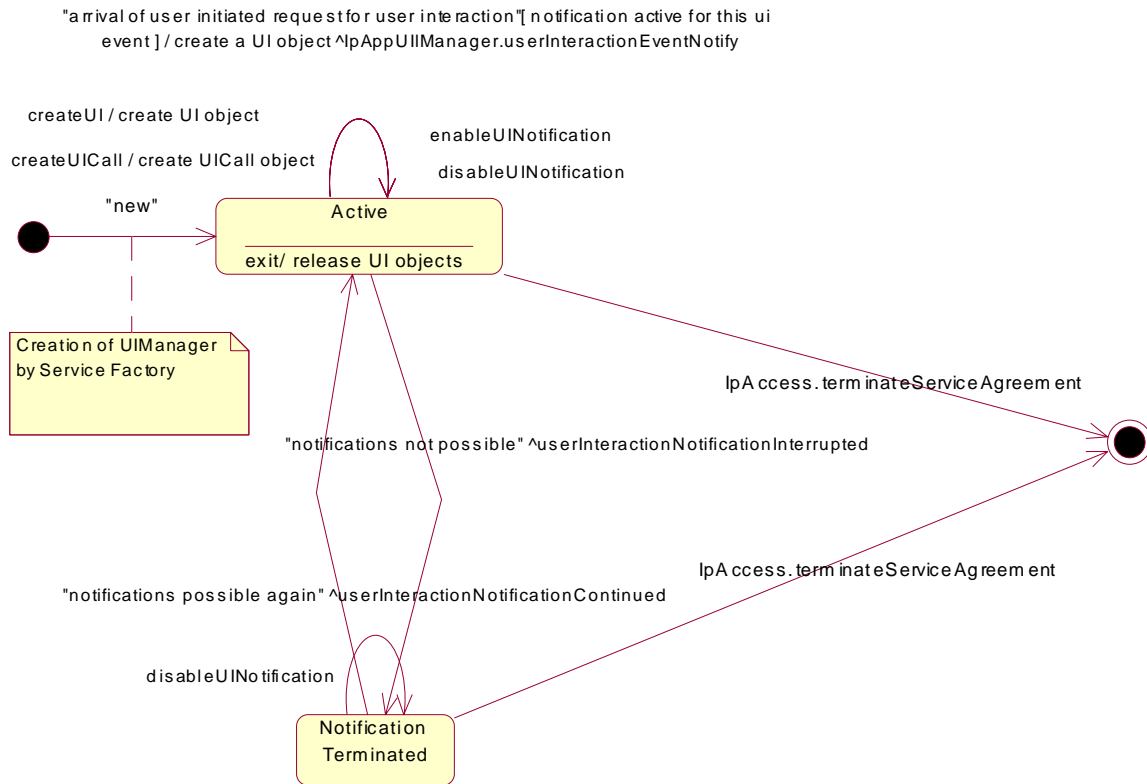 "arrival of user initiated request for user interaction"[ notification active for this ui
event ] / create a UI object ^IpAppUIIManager.userInteractionEventNotify
createUI / create UI object
enableUINotification
createUICall / create UICall object
disableUINotification
"new"
Active
exit/ release UI objects
Creation of UIManager
by Service Factory
IpAccess.terminateServiceAgreement
"notifications not possible" ^userInteractionNotificationInterrupted
IpAccess.terminateServiceAgreement
"notifications possible again" ^userInteractionNotificationContinued
disableUINotification
Notification
Terminated